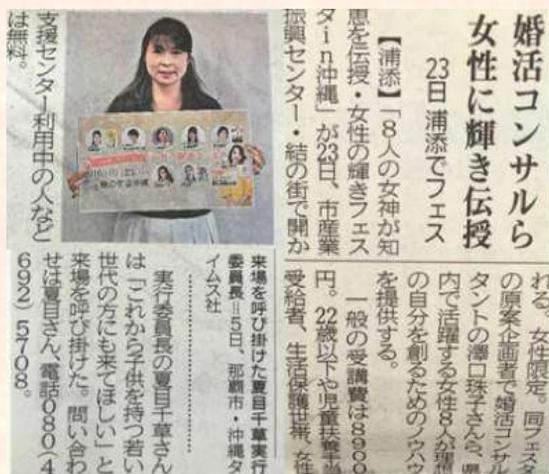 婚活コンサルら
女性に輝き伝授
23日 浦添でフェス
【浦添】「8人の女神が知
恵を伝授・女性の輝きフェス
タin沖縄」が23日、市産業
振興センター・結の街で開か
れる。女性限定。同フェスタ
の原案企画者で婚活コンサル
タントの澤口珠子さんら、県
内で活躍する女性8人が理想
の自分を創るためのノウハウ
を提供する。
一般の受講費は8900
円。22歳以下や児童扶養手当
受給者、生活保護世帯、女性
支援センター利用中の人など
は無料。
実行委員長の夏目千草さん
は「これから子供を持つ若い
世代の方にも来てほしい」と
来場を呼び掛けた。問い合わ
せは夏目さん、電話080(4
692)5708。
来場を呼び掛けた夏目千草実行
委員長=5日、那覇市・沖縄タ
イムス社